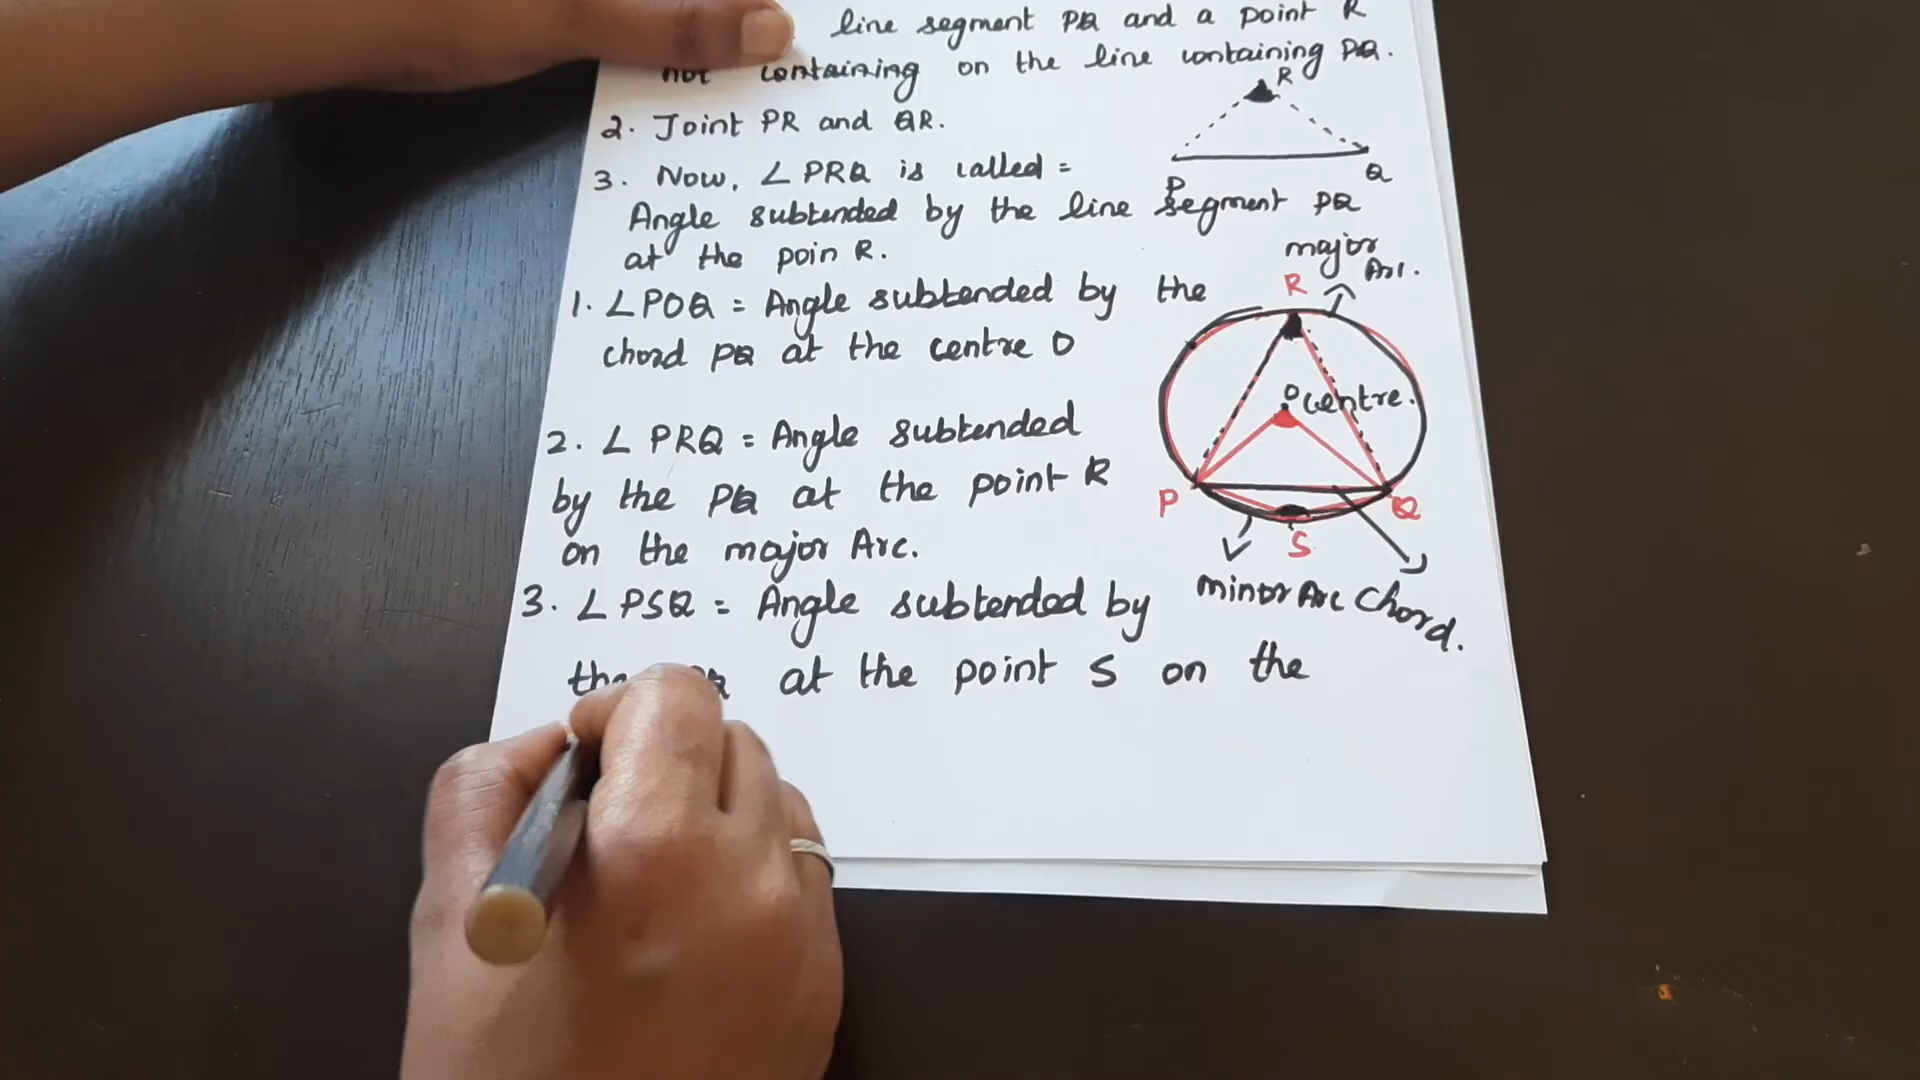 line segment PQ and a point R
not containing on the line containing PQ.
R
2. Joint PR and QR.
3. Now, ∠PRQ is called =
P
Q
Angle subtended by the line segment PQ
at the poin R.
major
Arc.
R
1. ∠POQ = Angle subtended by the
chord PQ at the centre O
O centre.
2. ∠ PRQ = Angle subtended
by the PQ at the point R
on the major Arc.
P
Q
S
minor Arc
Chord.
3. ∠ PSQ = Angle subtended by
the PQ at the point S on the